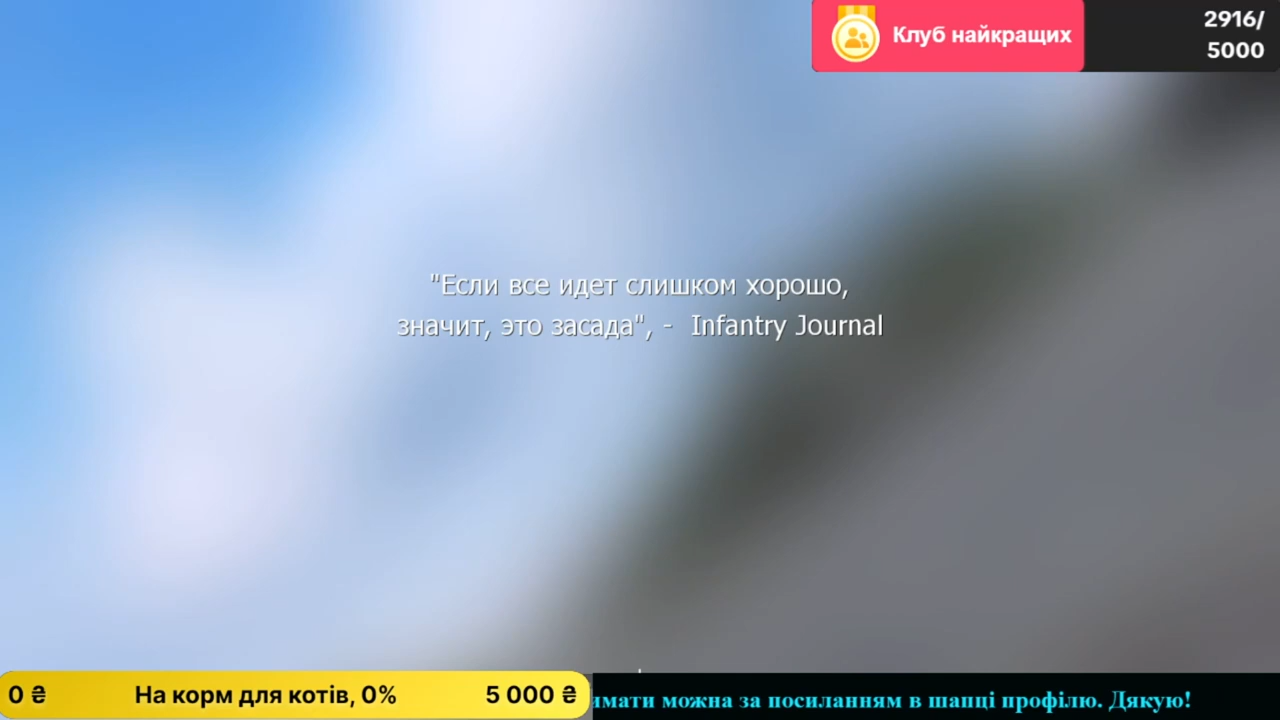 Клуб найкращих
2916/
5000
"Если все идет слишком хорошо,
значит, это засада", - Infantry Journal
0 ₴ На корм для котів, 0% 5 000 ₴
можна за посиланням в шапці профілю. Дякую!